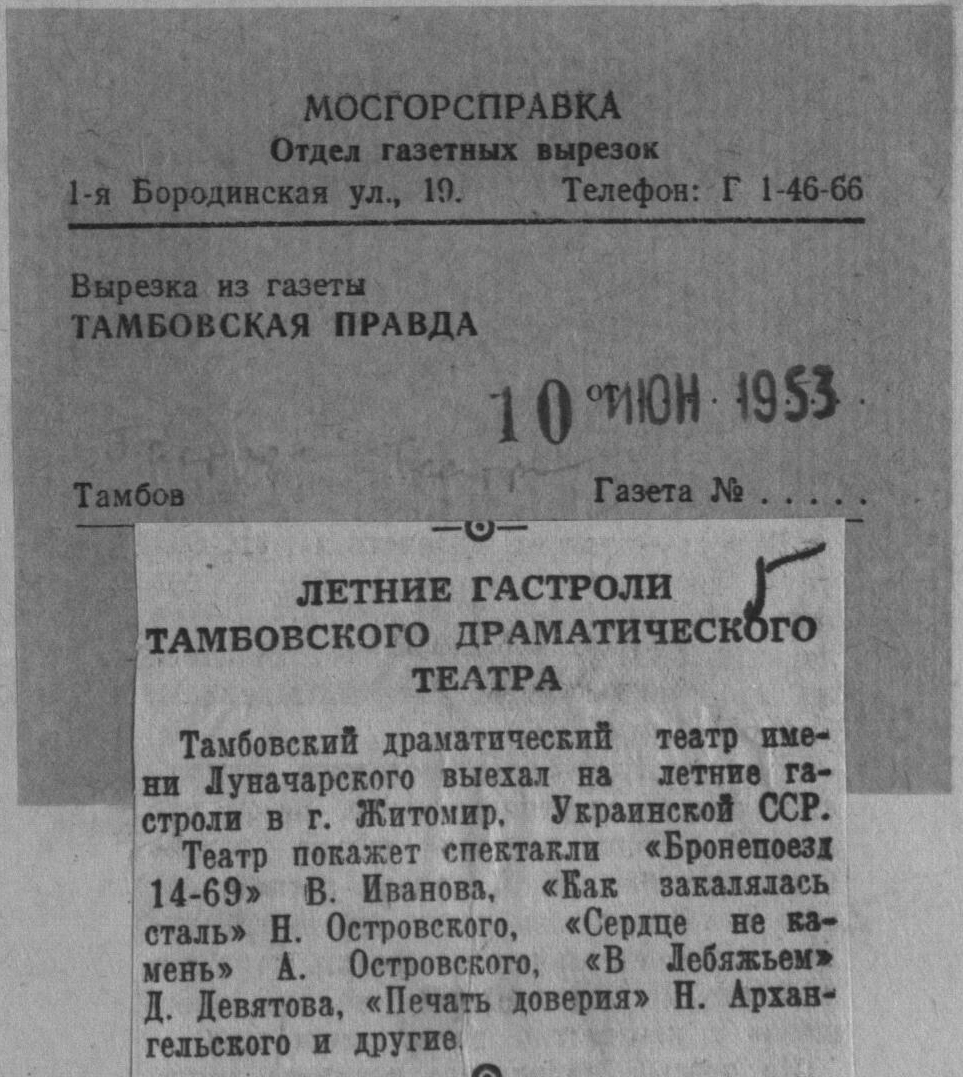 МОСГОРСПРАВКА
Отдел газетных вырезок
1-я Бородинская ул., 19. Телефон: Г 1-46-66
Вырезка из газеты
ТАМБОВСКАЯ ПРАВДА
10 от ИЮН 1953
Тамбов Газета № . . . . .
ЛЕТНИЕ ГАСТРОЛИ
ТАМБОВСКОГО ДРАМАТИЧЕСКОГО
ТЕАТРА
Тамбовский драматический театр име-
ни Луначарского выехал на летние га-
строли в г. Житомир, Украинской ССР.
Театр покажет спектакли «Бронепоезд
14-69» В. Иванова, «Как закалялась
сталь» Н. Островского, «Сердце не ка-
мень» А. Островского, «В Лебяжьем»
Д. Девятова, «Печать доверия» Н. Архан-
гельского и другие.